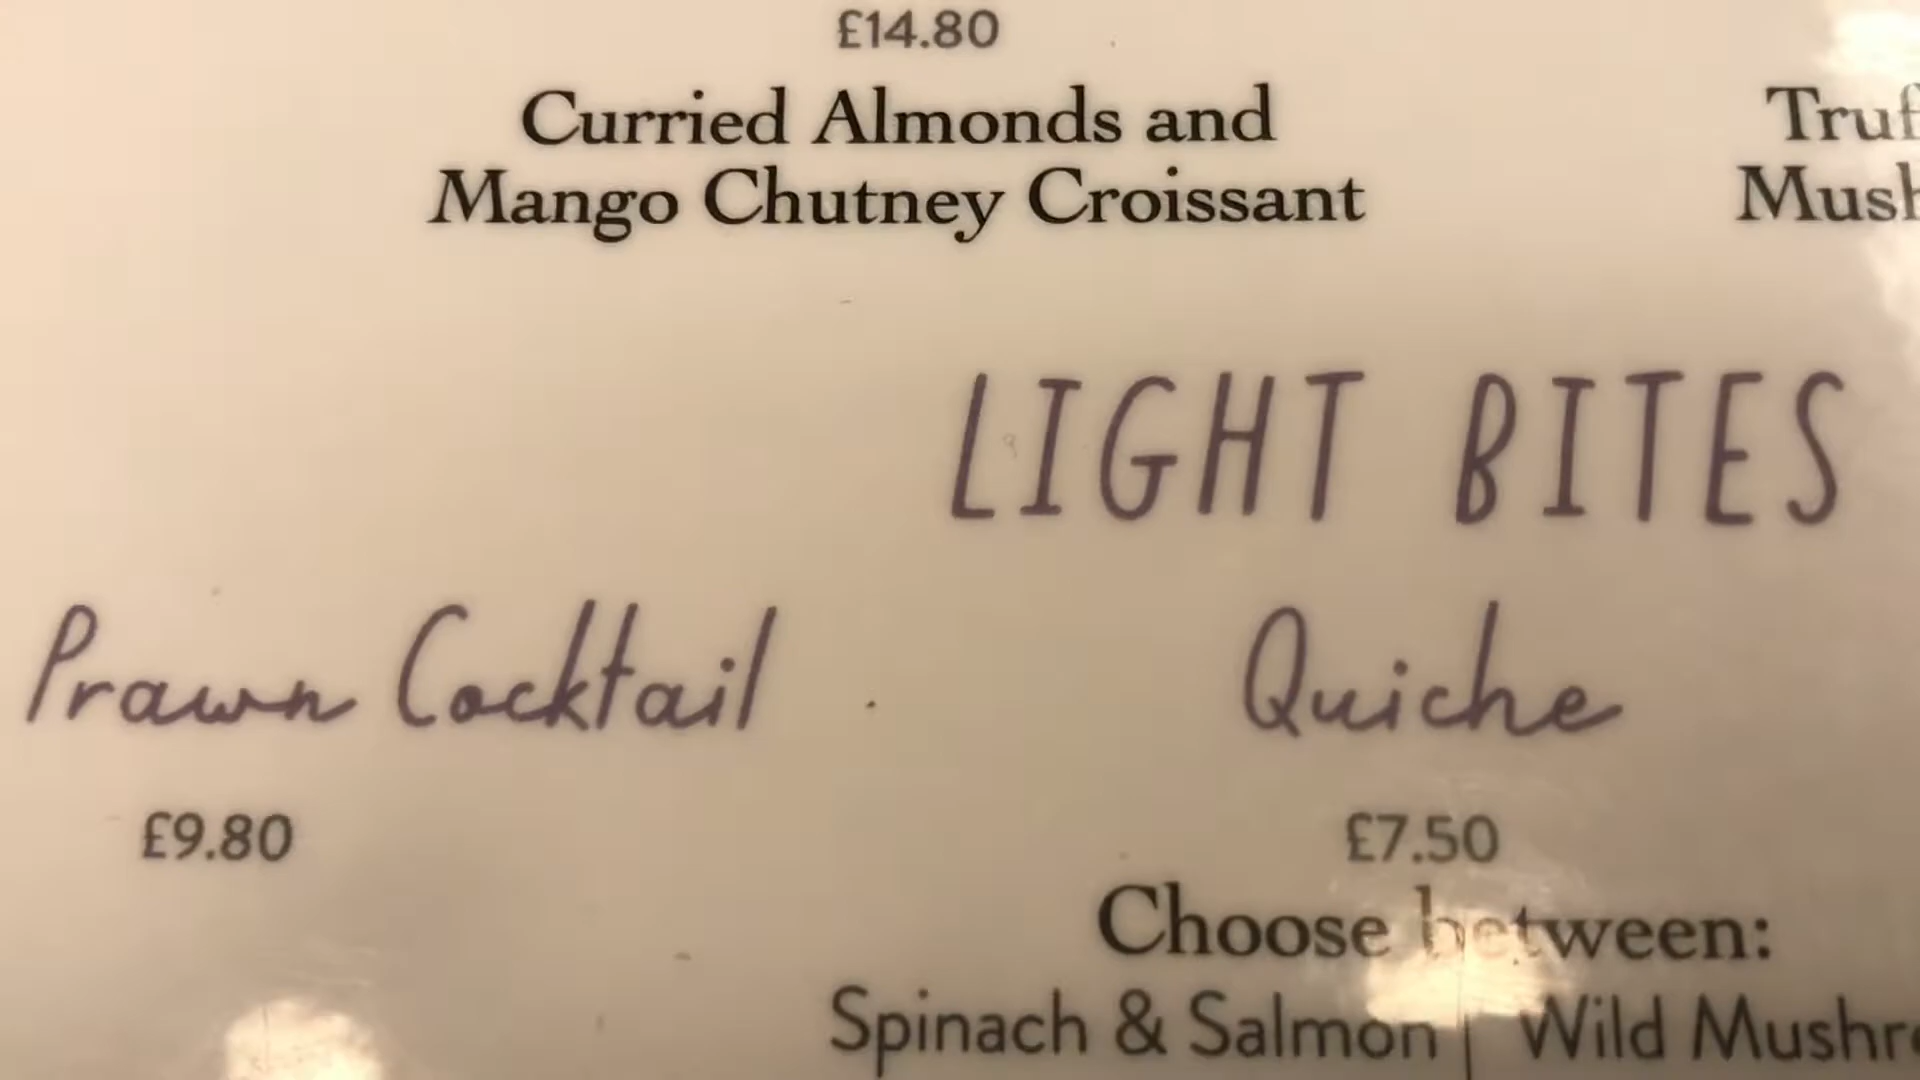 £14.80
Curried Almonds and
Mango Chutney Croissant
LIGHT BITES
Prawn Cocktail
£9.80
Quiche
£7.50
Choose between:
Spinach & Salmon | Wild